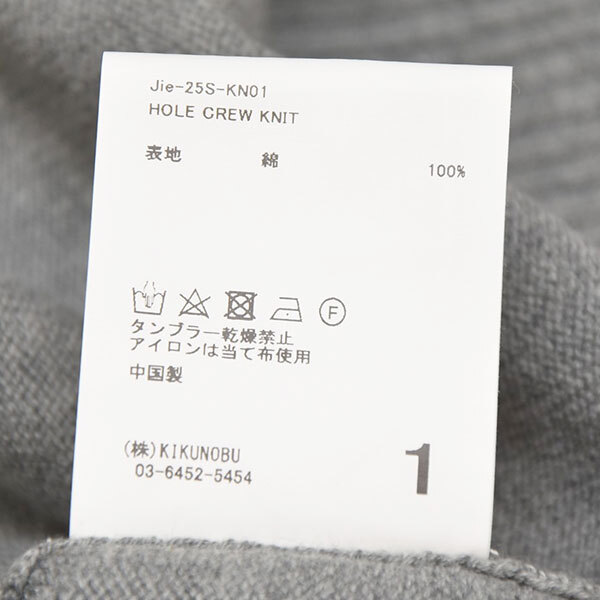 Jie-25S-KN01
HOLE CREW KNIT
表地 綿 100%
F
タンブラー乾燥禁止
アイロンは当て布使用
中国製
(株)KIKUNOBU
03-6452-5454
1